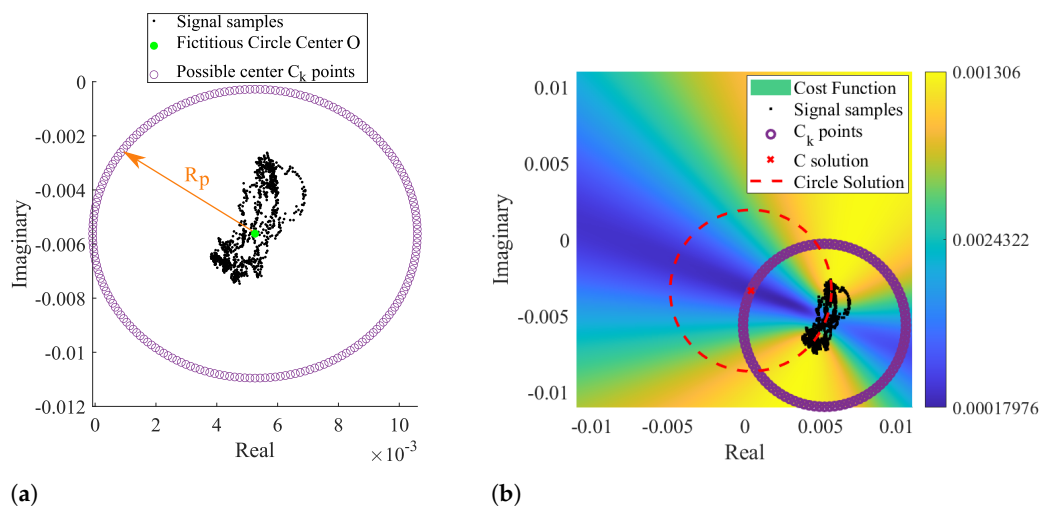 Signal samples
Fictitious Circle Center O
Possible center Ck points
0
-0.002
-0.004
-0.006
-0.008
-0.01
-0.012
Imaginary
Rp
0 2 4 6 8 10
Real
×10-3
(a)
0.01
0.005
0
-0.005
-0.01
Imaginary
Cost Function
Signal samples
Ck points
C solution
Circle Solution
-0.01 -0.005 0 0.005 0.01
Real
0.001306
0.0024322
0.00017976
(b)